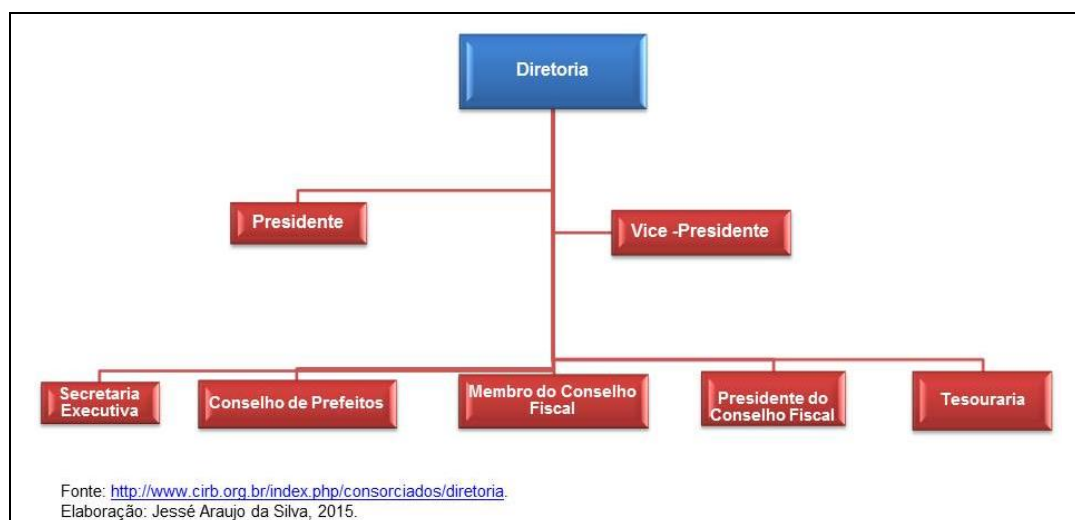 Diretoria
Presidente
Vice -Presidente
Secretaria
Executiva
Conselho de Prefeitos
Membro do Conselho
Fiscal
Presidente do
Conselho Fiscal
Tesouraria
Fonte: http://www.cirb.org.br/index.php/consorciados/diretoria.
Elaboração: Jessé Araujo da Silva, 2015.